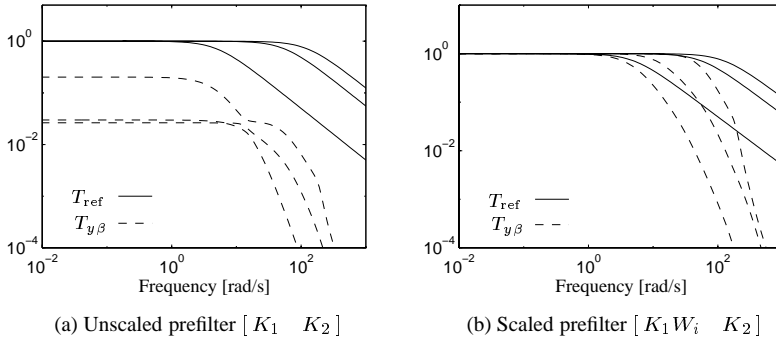 10^0
10^-2
10^-4
10^-2 10^0 10^2
Frequency [rad/s]
T_ref
T_yβ
(a) Unscaled prefilter [ K_1 K_2 ]
10^0
10^-2
10^-4
10^-2 10^0 10^2
Frequency [rad/s]
T_ref
T_yβ
(b) Scaled prefilter [ K_1 W_i K_2 ]